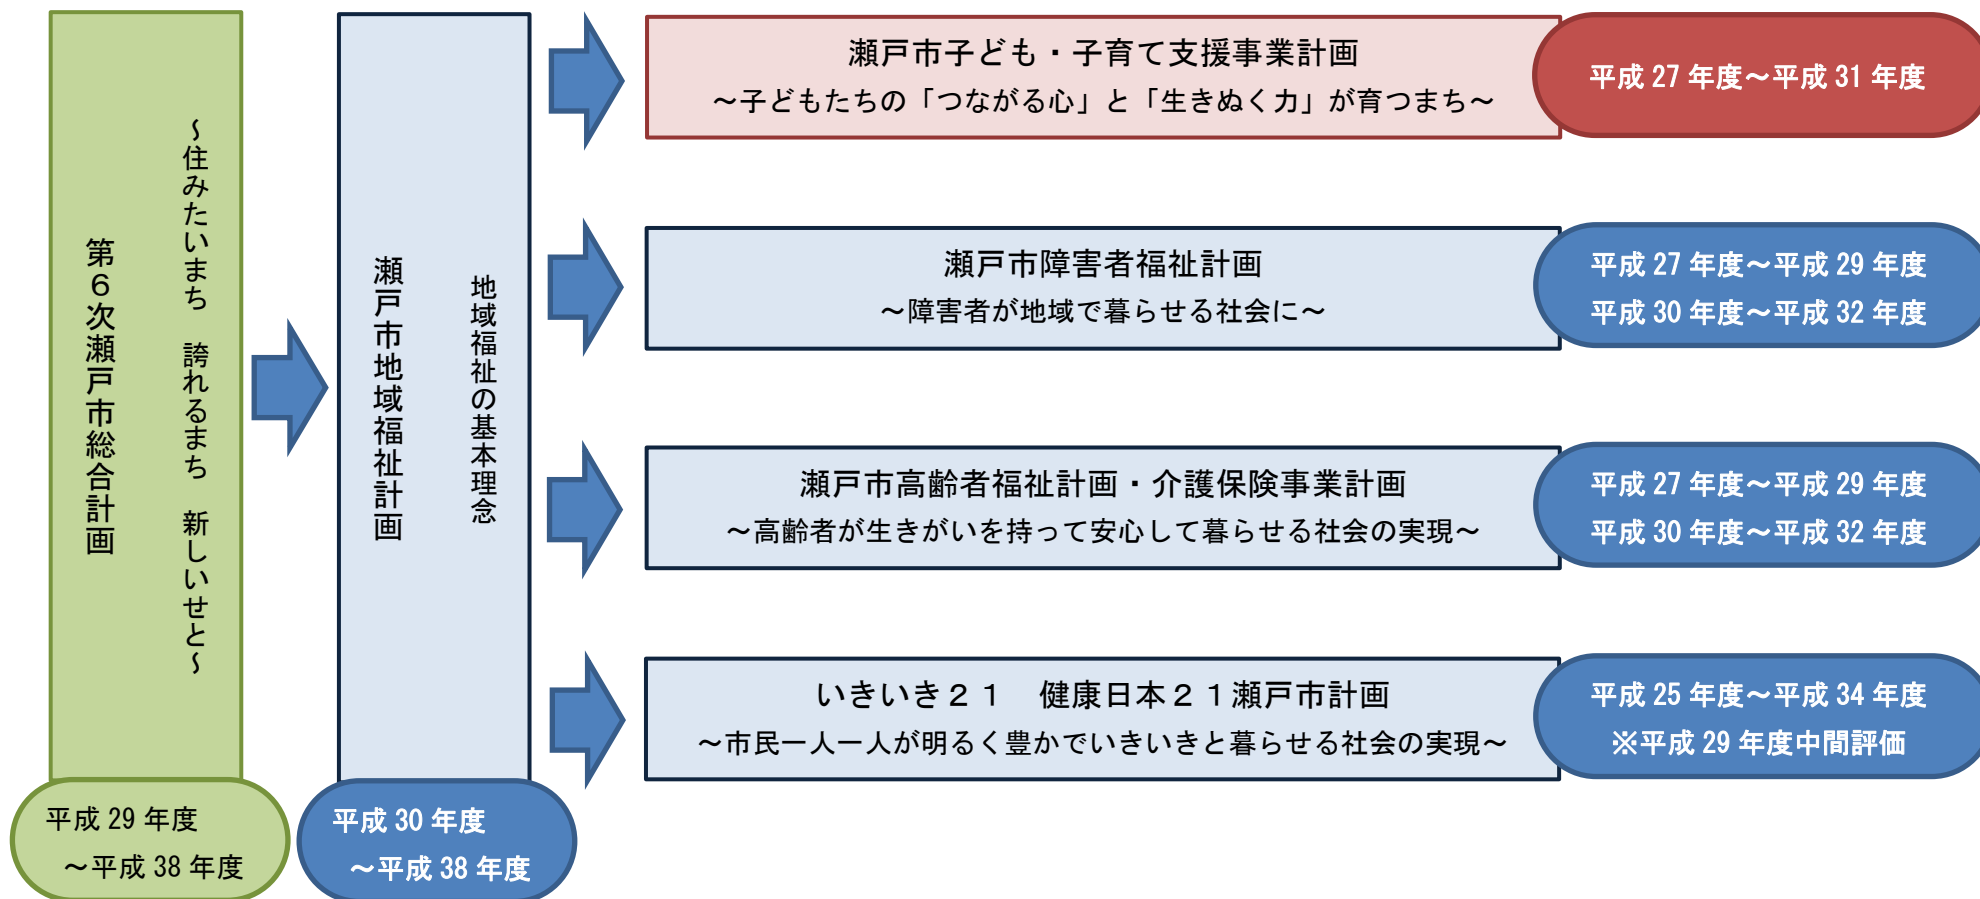 第６次瀬戸市総合計画
～住みたいまち　誇れるまち　新しいせと～
平成 29 年度
～平成 38 年度
瀬戸市地域福祉計画
地域福祉の基本理念
平成 30 年度
～平成 38 年度
瀬戸市子ども・子育て支援事業計画
～子どもたちの「つながる心」と「生きぬく力」が育つまち～
平成 27 年度～平成 31 年度
瀬戸市障害者福祉計画
～障害者が地域で暮らせる社会に～
平成 27 年度～平成 29 年度
平成 30 年度～平成 32 年度
瀬戸市高齢者福祉計画・介護保険事業計画
～高齢者が生きがいを持って安心して暮らせる社会の実現～
平成 27 年度～平成 29 年度
平成 30 年度～平成 32 年度
いきいき２１　健康日本２１瀬戸市計画
～市民一人一人が明るく豊かでいきいきと暮らせる社会の実現～
平成 25 年度～平成 34 年度
※平成 29 年度中間評価